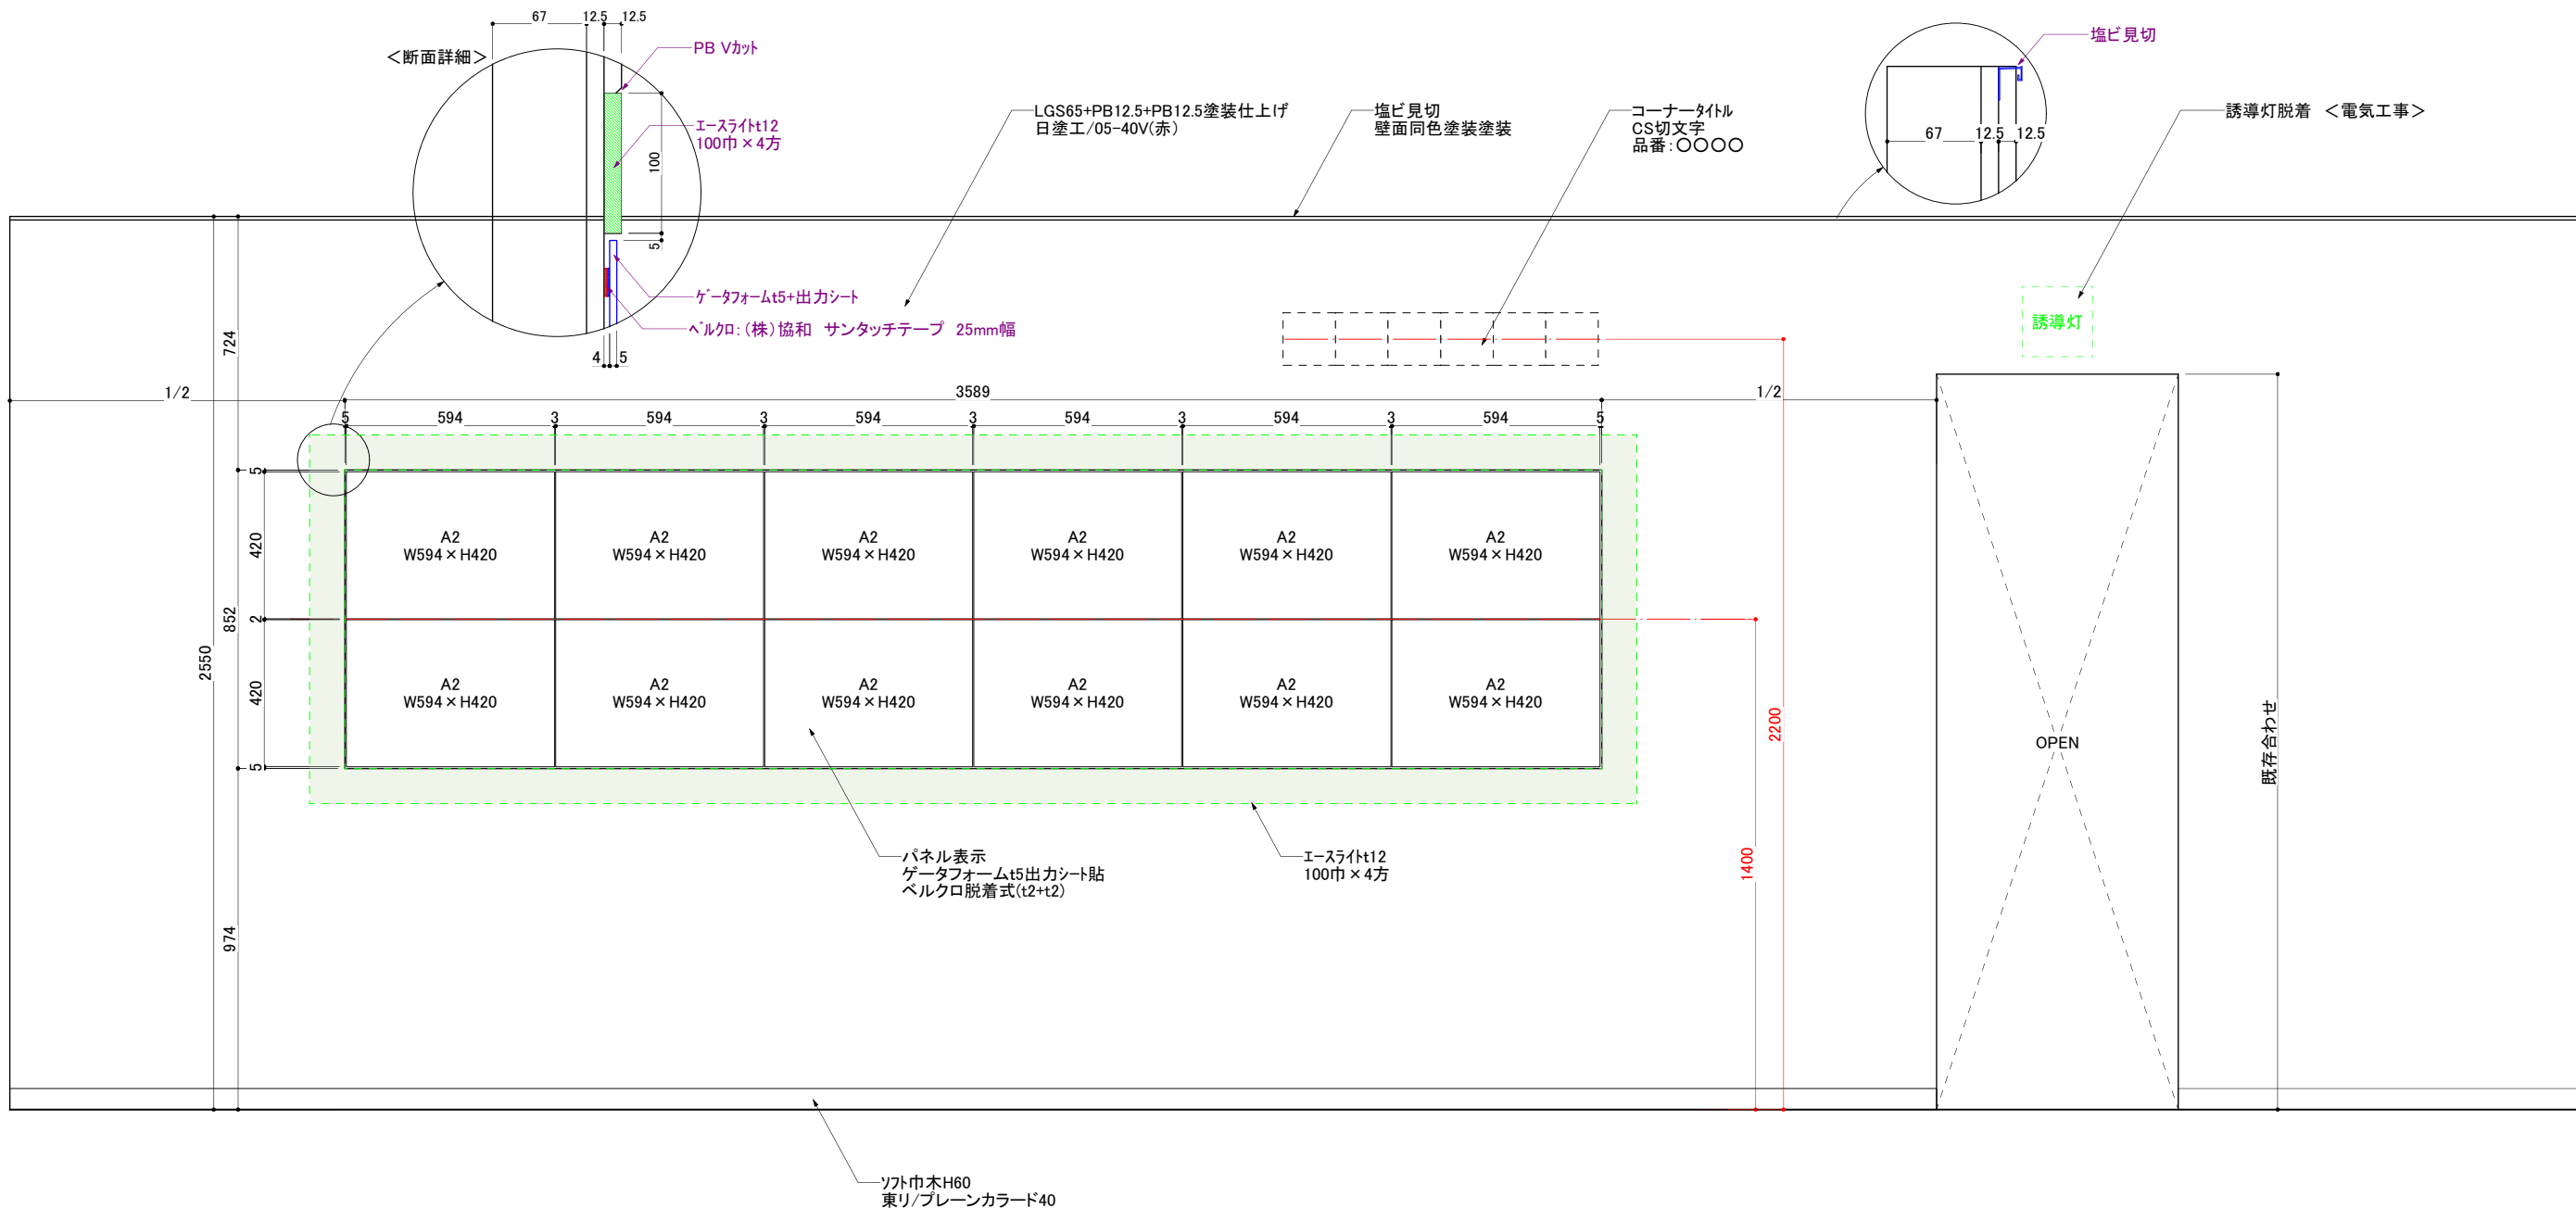 67
12.5
12.5
＜断面詳細＞
PB Vｶｯﾄ
ｴｰｽﾗｲﾄt12
100巾×4方
100
5
ｹﾞｰﾀﾌｫｰﾑt5+出力ｼｰﾄ
ﾍﾞﾙｸﾛ:(株)協和　サンタッチテープ　25mm幅
4
5
LGS65+PB12.5+PB12.5塗装仕上げ
日塗工/05-40V(赤)
塩ビ見切
壁面同色塗装塗装
コーナータイトル
CS切文字
品番:〇〇〇〇
塩ビ見切
67
12.5
12.5
誘導灯脱着　＜電気工事＞
誘導灯
724
1/2
3589
1/2
5
594
3
594
3
594
3
594
3
594
3
594
5
5
420
2
420
5
852
2550
974
A2
W594×H420
A2
W594×H420
A2
W594×H420
A2
W594×H420
A2
W594×H420
A2
W594×H420
A2
W594×H420
A2
W594×H420
A2
W594×H420
A2
W594×H420
A2
W594×H420
A2
W594×H420
2200
1400
OPEN
既存合わせ
パネル表示
ゲータフォームt5出力ｼｰﾄ貼
ベルクロ脱着式(t2+t2)
ｴｰｽﾗｲﾄt12
100巾×4方
ｿﾌﾄ巾木H60
東リ/プレーンカラード40